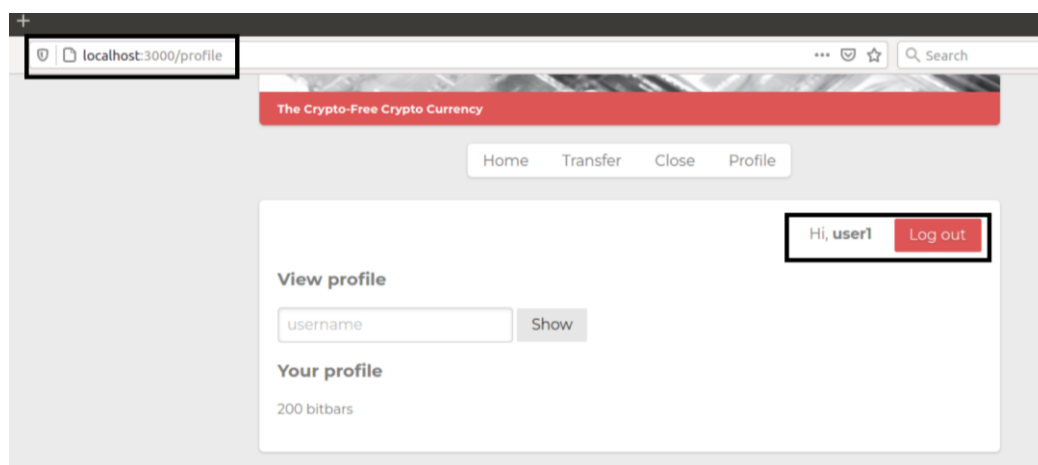 +
localhost:3000/profile
... Search
The Crypto-Free Crypto Currency
Home Transfer Close Profile
Hi, user1 Log out
View profile
username Show
Your profile
200 bitbars